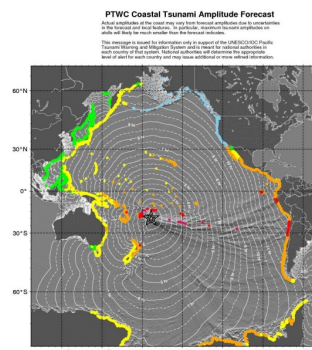 PTWC Coastal Tsunami Amplitude Forecast
Actual amplitudes at the coast may vary from forecast amplitudes due to uncertainties
in the forecast and local features. In particular, maximum tsunami amplitudes on
atolls will likely be much smaller than the forecast indicates.
This message is issued for information only in support of the UNESCO/IOC Pacific
Tsunami Warning and Mitigation System and is meant for national authorities in
each country of that system. National authorities will determine the appropriate
level of alert for each country and may issue additional or more refined information.
60°N
30°N
0°
30°S
60°S